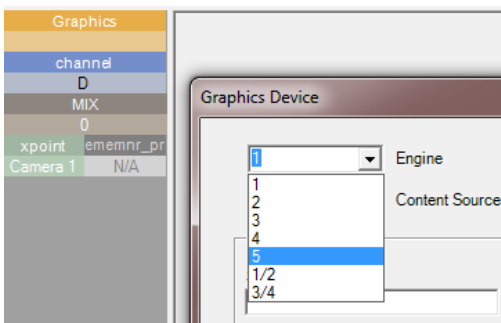 Graphics
channel
D
MIX
0
xpoint ememnr_pr
Camera 1 N/A
Graphics Device
1 Engine
Content Source
1
2
3
4
5
1/2
3/4